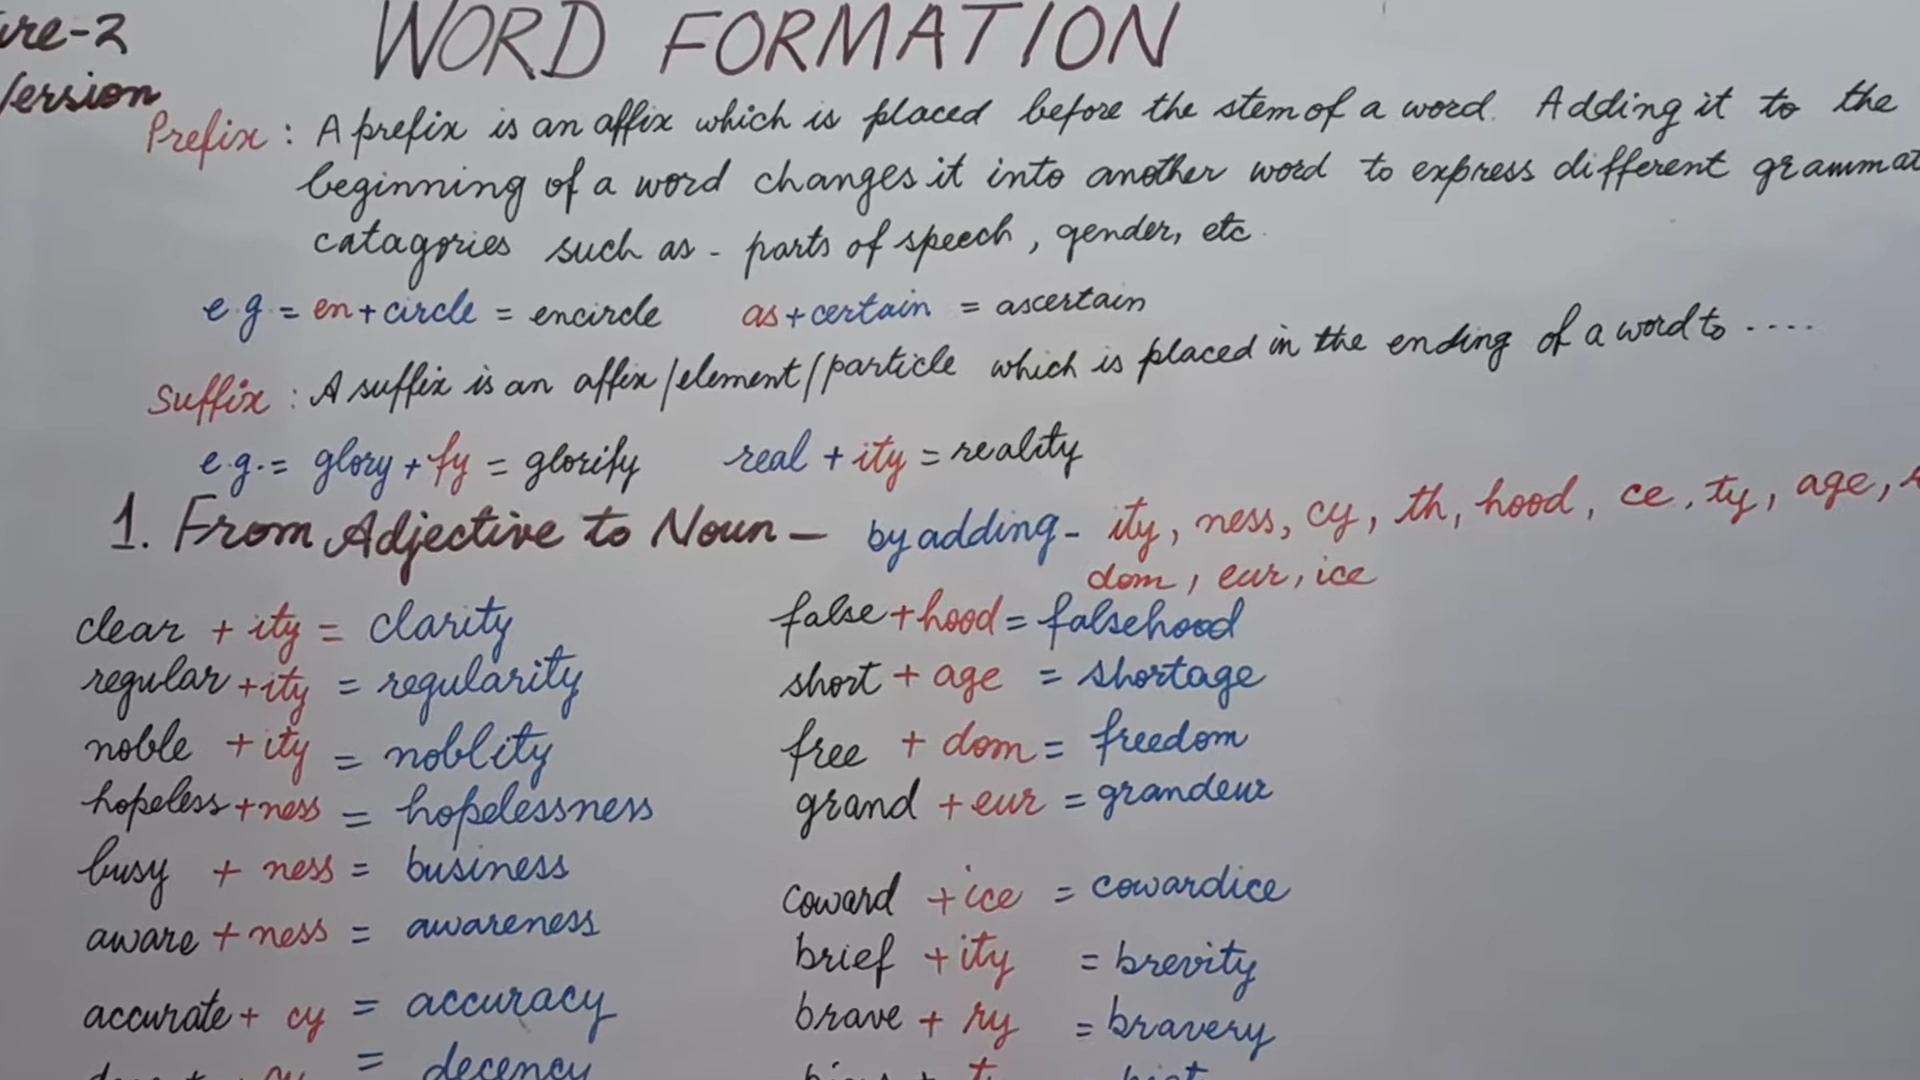 WORD FORMATION
ure-2
Version
Prefix : A prefix is an affix which is placed before the stem of a word. Adding it to the
beginning of a word changes it into another word to express different grammat
catagories such as - parts of speech, gender, etc
e.g = en + circle = encircle as + certain = ascertain
Suffix : A suffix is an affix/element/particle which is placed in the ending of a word to ....
e.g. = glory + fy = glorify real + ity = reality
1. From Adjective to Noun — by adding - ity, ness, cy, th, hood, ce, ty, age,
dom, eur, ice
clear + ity = clarity
regular + ity = regularity
noble + ity = noblity
hopeless + ness = hopelessness
busy + ness = business
aware + ness = awareness
accurate + cy = accuracy
= decency
false + hood = falsehood
short + age = shortage
free + dom = freedom
grand + eur = grandeur
coward + ice = cowardice
brief + ity = brevity
brave + ry = bravery